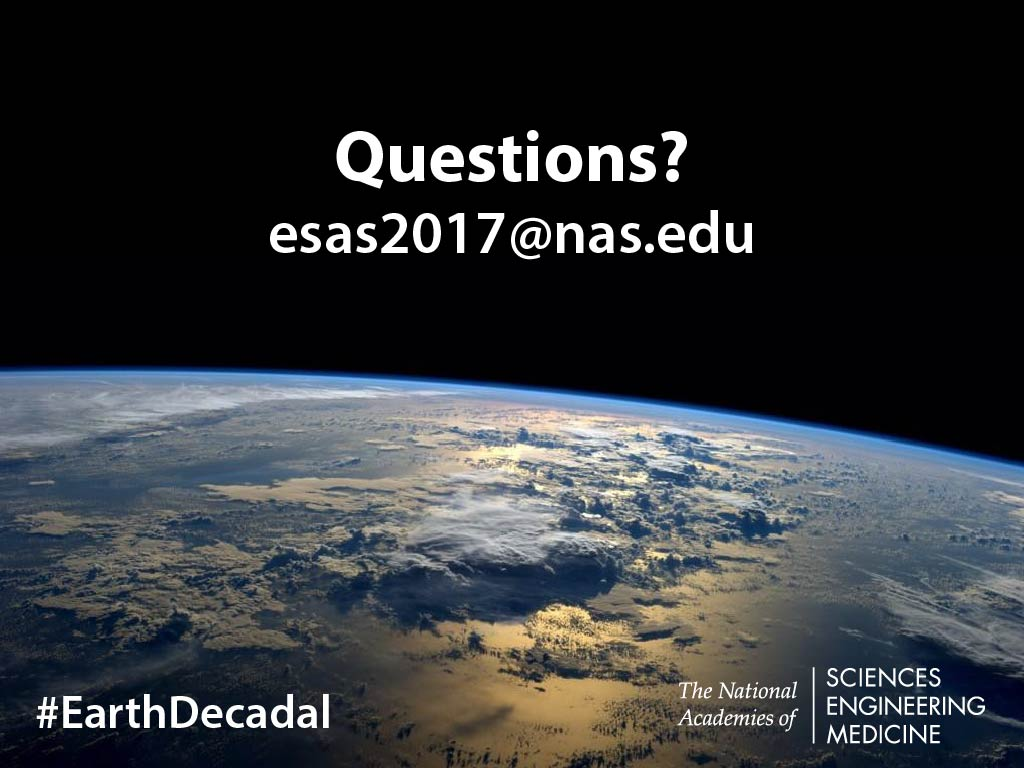 Questions?
esas2017@nas.edu
#EarthDecadal
The National
Academies of
SCIENCES
ENGINEERING
MEDICINE